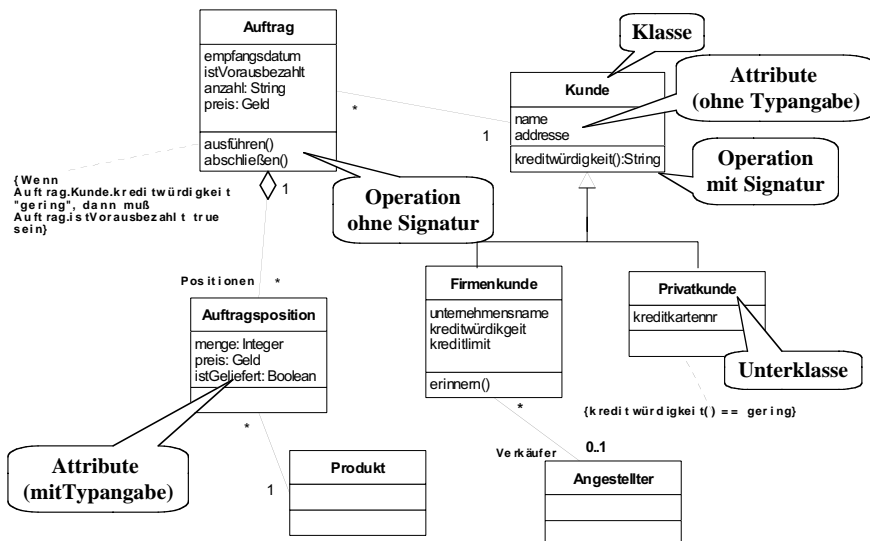 Auftrag
empfangsdatum
istVorausbezahlt
anzahl: String
preis: Geld
ausführen()
abschließen()
*
1
Klasse
Kunde
name
addresse
kreditwürdigkeit():String
Attribute
(ohne Typangabe)
Operation
mit Signatur
{Wenn
Auftrag.Kunde.kreditwürdigkeit
"gering", dann muß
Auftrag.istVorausbezahlt true
sein}
1
Operation
ohne Signatur
Positionen
*
Auftragsposition
menge: Integer
preis: Geld
istGeliefert: Boolean
Firmenkunde
unternehmensname
kreditwürdikgeit
kreditlimit
erinnern()
Privatkunde
kreditkartennr
Unterklasse
{kreditwürdigkeit() == gering}
*
Verkäufer
0..1
Angestellter
*
1
Produkt
Attribute
(mitTypangabe)